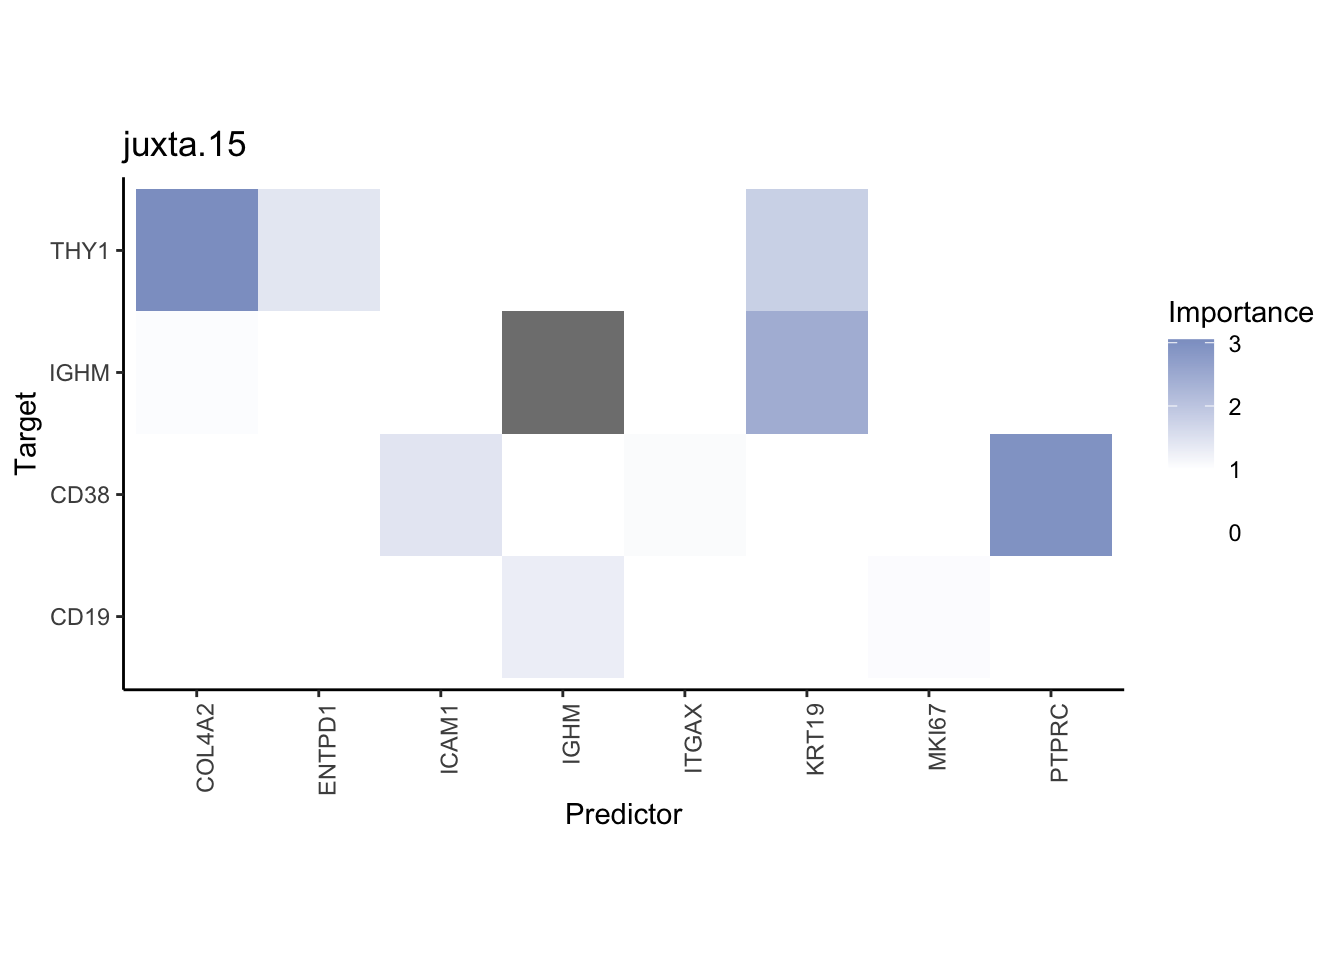 juxta.15
THY1
IGHM
CD38
CD19
Target
COL4A2
ENTPD1
ICAM1
IGHM
ITGAX
KRT19
MKI67
PTPRC
Predictor
Importance
3
2
1
0